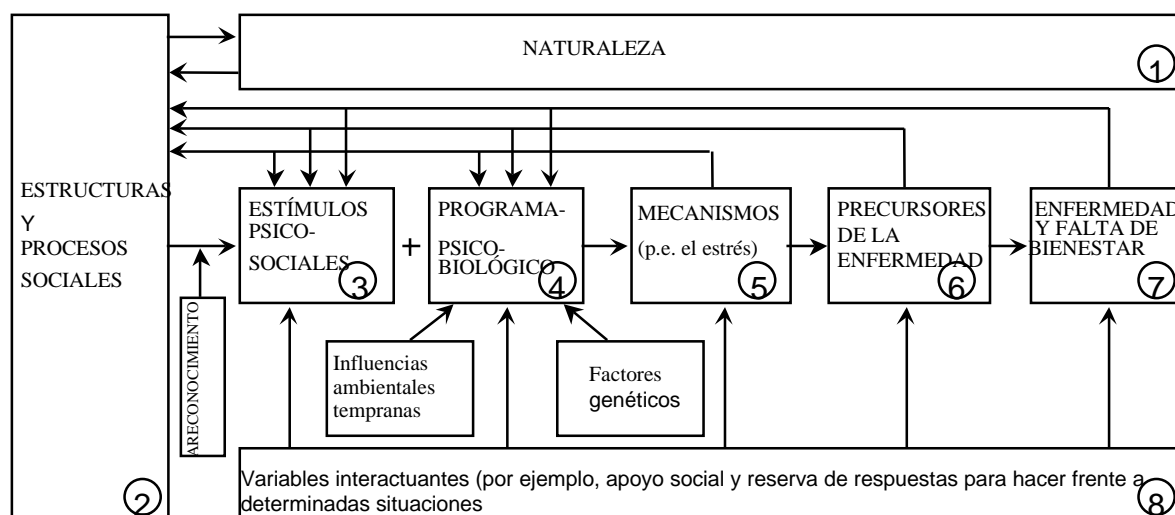 NATURALEZA
1
ESTRUCTURAS
Y
PROCESOS
SOCIALES
2
ESTÍMULOS
PSICO-
SOCIALES
3
+
PROGRAMA-
PSICO-
BIOLÓGICO
4
MECANISMOS
(p.e. el estrés)
5
PRECURSORES
DE LA
ENFERMEDAD
6
ENFERMEDAD
Y FALTA DE
BIENESTAR
7
ARECONOCIMIENTO
Influencias
ambientales
tempranas
Factores
genéticos
Variables interactuantes (por ejemplo, apoyo social y reserva de respuestas para hacer frente a
determinadas situaciones
8